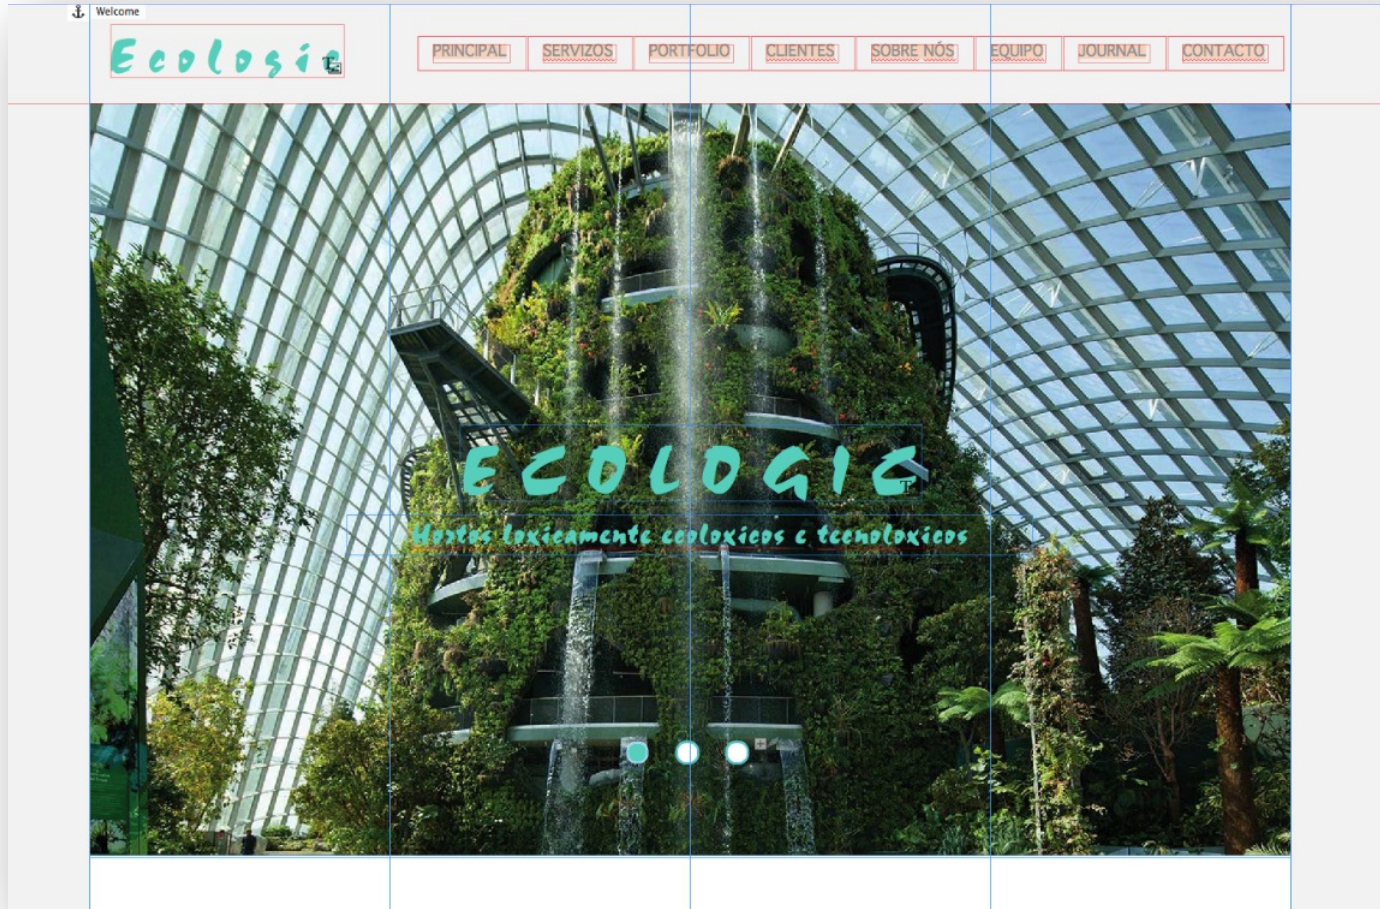 Welcome
Ecologic
PRINCIPAL SERVIZOS PORTFOLIO CLIENTES SOBRE NÓS EQUIPO JOURNAL CONTACTO
ECOLOGIC
Hortos loxicamente ecoloxicos e tecnoloxicos